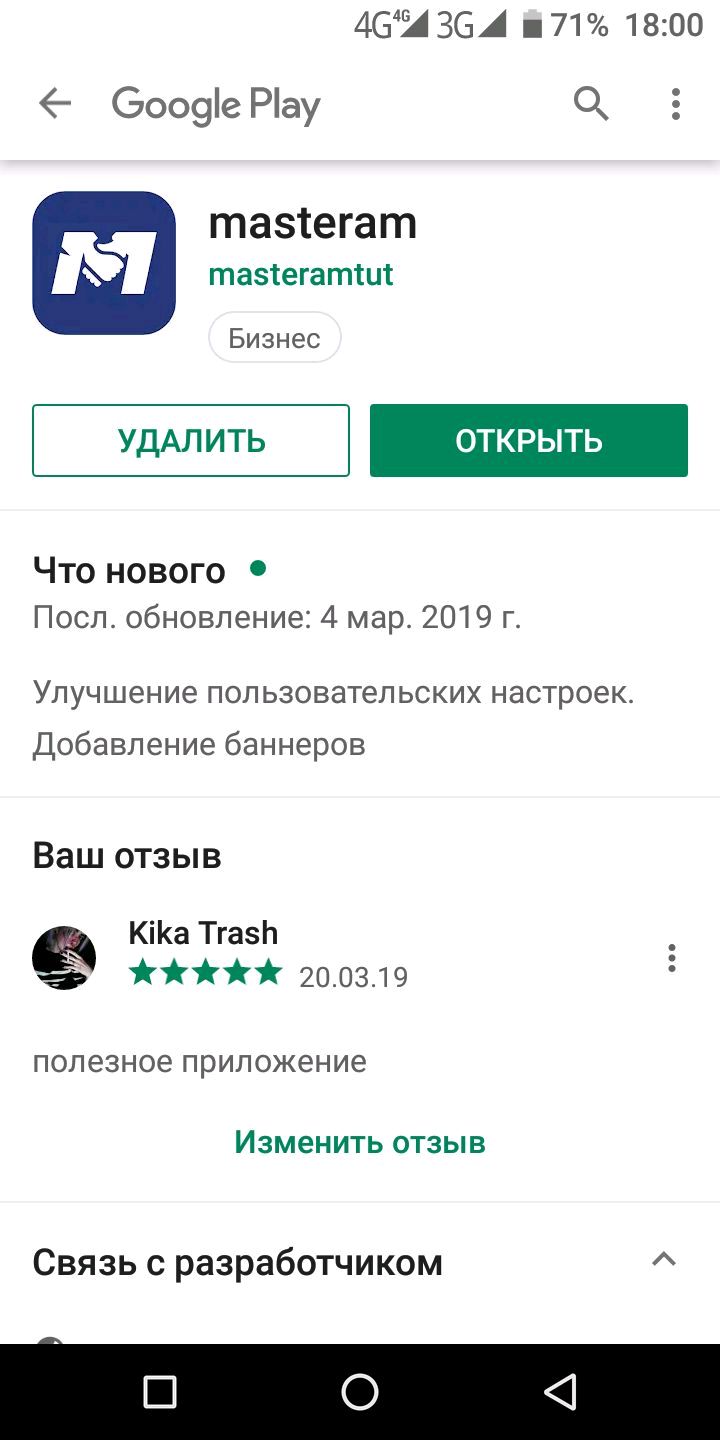 4G 4G 3G 71% 18:00
Google Play
masteram
masteramtut
Бизнес
УДАЛИТЬ
ОТКРЫТЬ
Что нового
Посл. обновление: 4 мар. 2019 г.
Улучшение пользовательских настроек.
Добавление баннеров
Ваш отзыв
Kika Trash
20.03.19
полезное приложение
Изменить отзыв
Связь с разработчиком